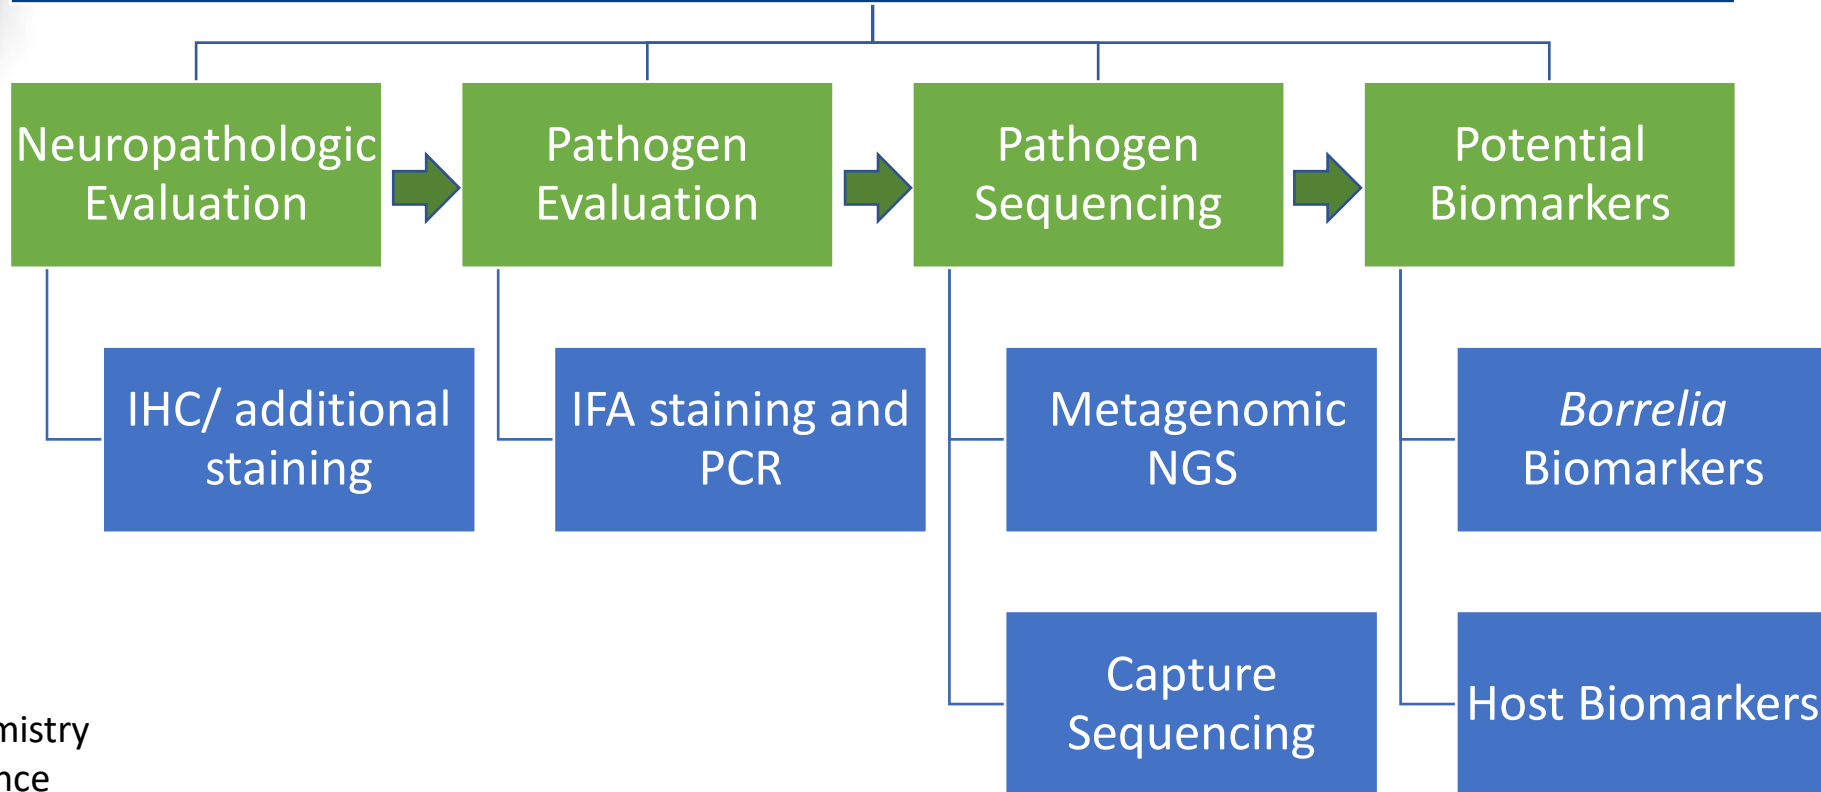 Neuropathologic
Evaluation
Pathogen
Evaluation
Pathogen
Sequencing
Potential
Biomarkers
IHC/ additional
staining
IFA staining and
PCR
Metagenomic
NGS
Borrelia
Biomarkers
Capture
Sequencing
Host Biomarkers
mistry
nce